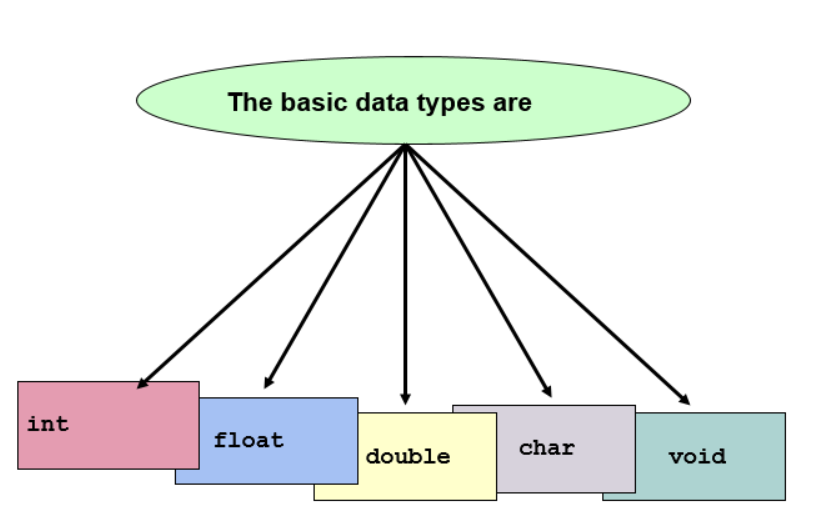 The basic data types are
int
float
double
char
void